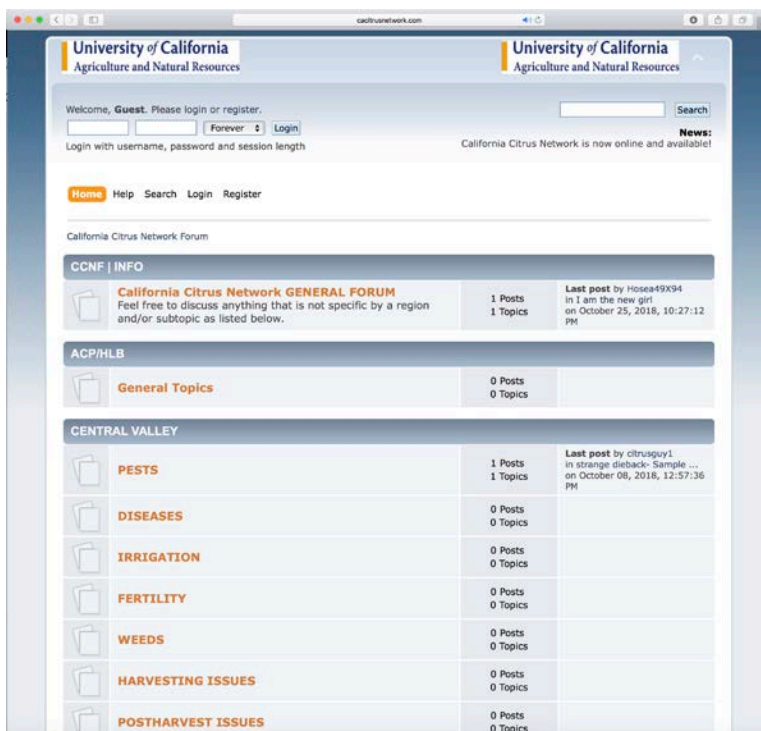 cacitrusnetwork.com
University of California
Agriculture and Natural Resources
University of California
Agriculture and Natural Resources
Welcome, Guest. Please login or register.
Forever
Login
Login with username, password and session length
Search
News:
California Citrus Network is now online and available!
Home Help Search Login Register
California Citrus Network Forum
CCNF | INFO
California Citrus Network GENERAL FORUM
Feel free to discuss anything that is not specific by a region
and/or subtopic as listed below.
1 Posts
1 Topics
Last post by Hosea49X94
in I am the new girl
on October 25, 2018, 10:27:12
PM
ACP/HLB
General Topics
0 Posts
0 Topics
CENTRAL VALLEY
PESTS
1 Posts
1 Topics
Last post by citrusguy1
in strange dieback- Sample ...
on October 08, 2018, 12:57:36
PM
DISEASES
0 Posts
0 Topics
IRRIGATION
0 Posts
0 Topics
FERTILITY
0 Posts
0 Topics
WEEDS
0 Posts
0 Topics
HARVESTING ISSUES
0 Posts
0 Topics
POSTHARVEST ISSUES
0 Posts
0 Topics